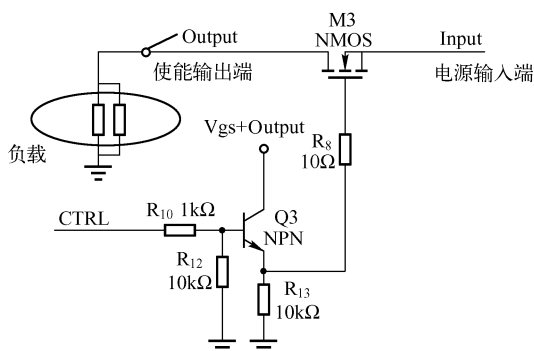 M3
NMOS
Output
Input
使能输出端
电源输入端
负载
Vgs+Output
R8
10Ω
CTRL
R10 1kΩ
Q3
NPN
R12
10kΩ
R13
10kΩ